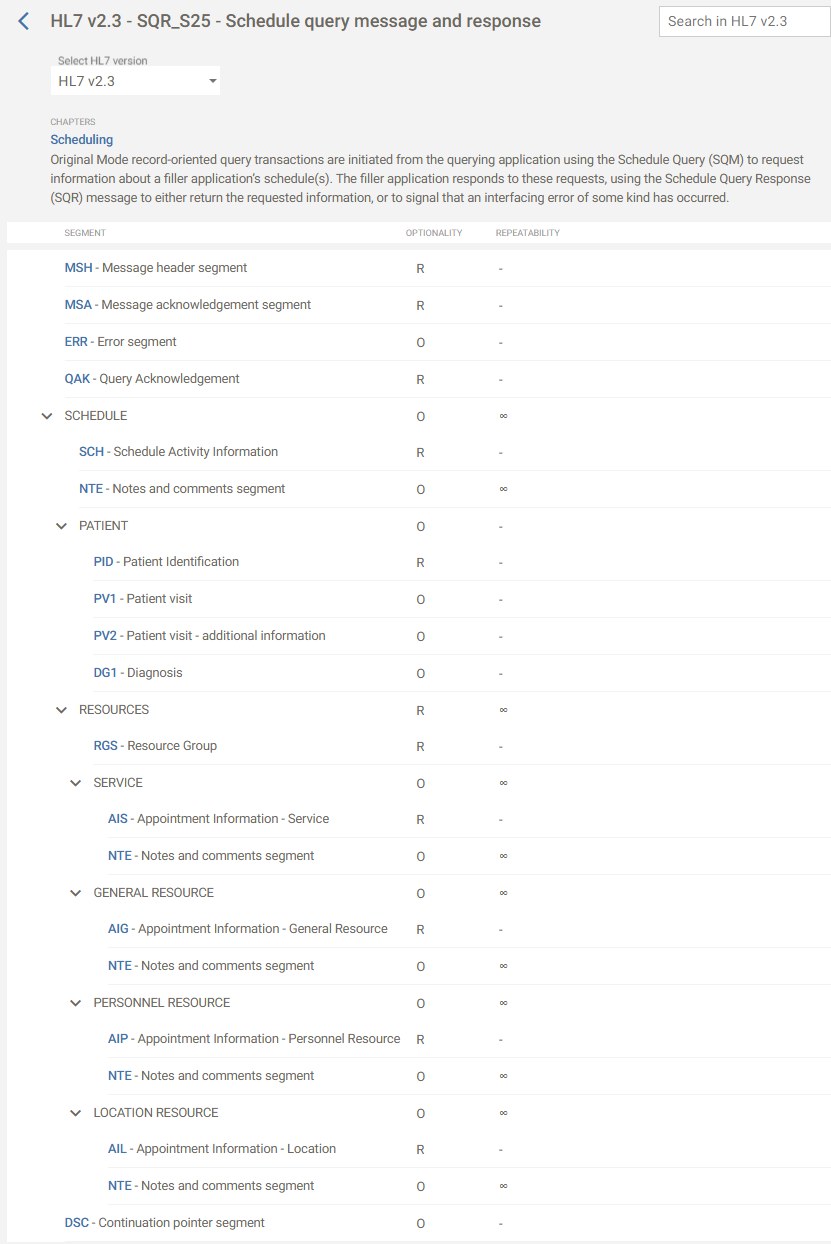 HL7 v2.3 - SQR_S25 - Schedule query message and response
Search in HL7 v2.3
Select HL7 version
HL7 v2.3
CHAPTERS
Scheduling
Original Mode record-oriented query transactions are initiated from the querying application using the Schedule Query (SQM) to request
information about a filler application's schedule(s). The filler application responds to these requests, using the Schedule Query Response
(SQR) message to either return the requested information, or to signal that an interfacing error of some kind has occurred.
SEGMENT OPTIONALITY REPEATABILITY
MSH - Message header segment R -
MSA - Message acknowledgement segment R -
ERR - Error segment O -
QAK - Query Acknowledgement R -
SCHEDULE O ∞
SCH - Schedule Activity Information R -
NTE - Notes and comments segment O ∞
PATIENT O -
PID - Patient Identification R -
PV1 - Patient visit O -
PV2 - Patient visit - additional information O -
DG1 - Diagnosis O -
RESOURCES R ∞
RGS - Resource Group R -
SERVICE O ∞
AIS - Appointment Information - Service R -
NTE - Notes and comments segment O ∞
GENERAL RESOURCE O ∞
AIG - Appointment Information - General Resource R -
NTE - Notes and comments segment O ∞
PERSONNEL RESOURCE O ∞
AIP - Appointment Information - Personnel Resource R -
NTE - Notes and comments segment O ∞
LOCATION RESOURCE O ∞
AIL - Appointment Information - Location R -
NTE - Notes and comments segment O ∞
DSC - Continuation pointer segment O -